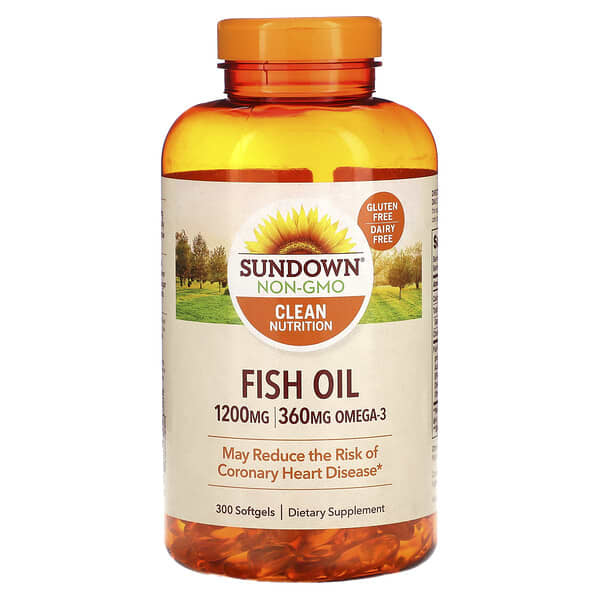 GLUTEN
FREE
DAIRY
FREE
SUNDOWN®
NON-GMO
CLEAN
NUTRITION
FISH OIL
1200MG | 360MG OMEGA-3
May Reduce the Risk of
Coronary Heart Disease*
300 Softgels | Dietary Supplement